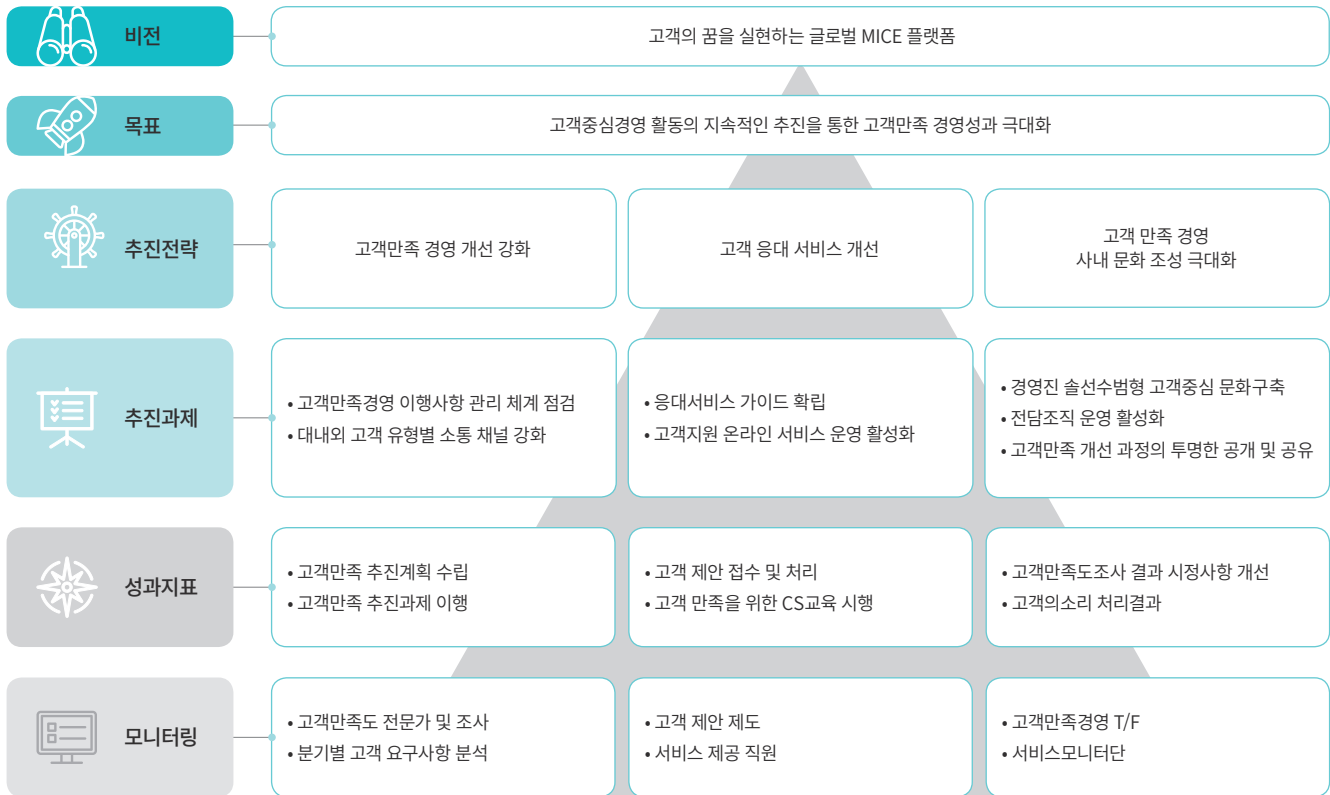 비전
고객의 꿈을 실현하는 글로벌 MICE 플랫폼
목표
고객중심경영 활동의 지속적인 추진을 통한 고객만족 경영성과 극대화
추진전략
고객만족 경영 개선 강화
고객 응대 서비스 개선
고객 만족 경영
사내 문화 조성 극대화
추진과제
• 고객만족경영 이행사항 관리 체계 점검
• 대내외 고객 유형별 소통 채널 강화
• 응대서비스 가이드 확립
• 고객지원 온라인 서비스 운영 활성화
• 경영진 솔선수범형 고객중심 문화구축
• 전담조직 운영 활성화
• 고객만족 개선 과정의 투명한 공개 및 공유
성과지표
• 고객만족 추진계획 수립
• 고객만족 추진과제 이행
• 고객 제안 접수 및 처리
• 고객 만족을 위한 CS교육 시행
• 고객만족도조사 결과 시정사항 개선
• 고객의소리 처리결과
모니터링
• 고객만족도 전문가 및 조사
• 분기별 고객 요구사항 분석
• 고객 제안 제도
• 서비스 제공 직원
• 고객만족경영 T/F
• 서비스모니터단